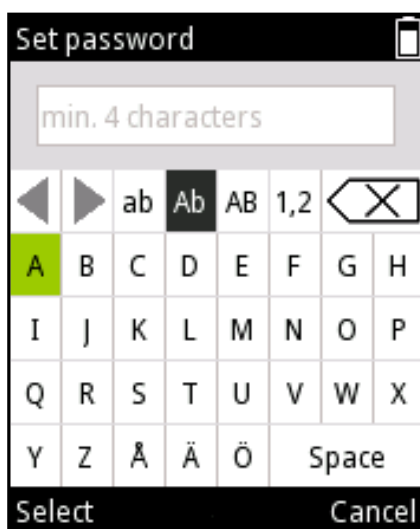 Set password
min. 4 characters
ab Ab AB 1,2
A B C D E F G H
I J K L M N O P
Q R S T U V W X
Y Z Å Ä Ö Space
Select Cancel